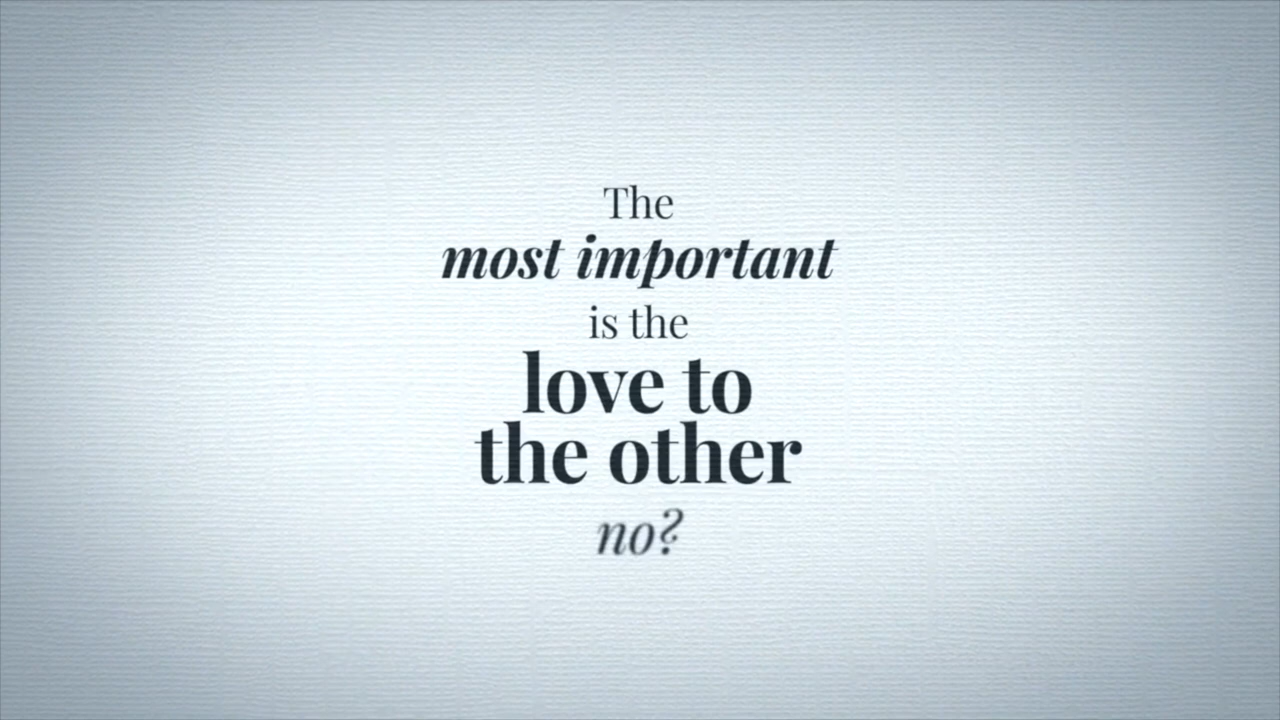 The
most important
is the
love to
the other
no?